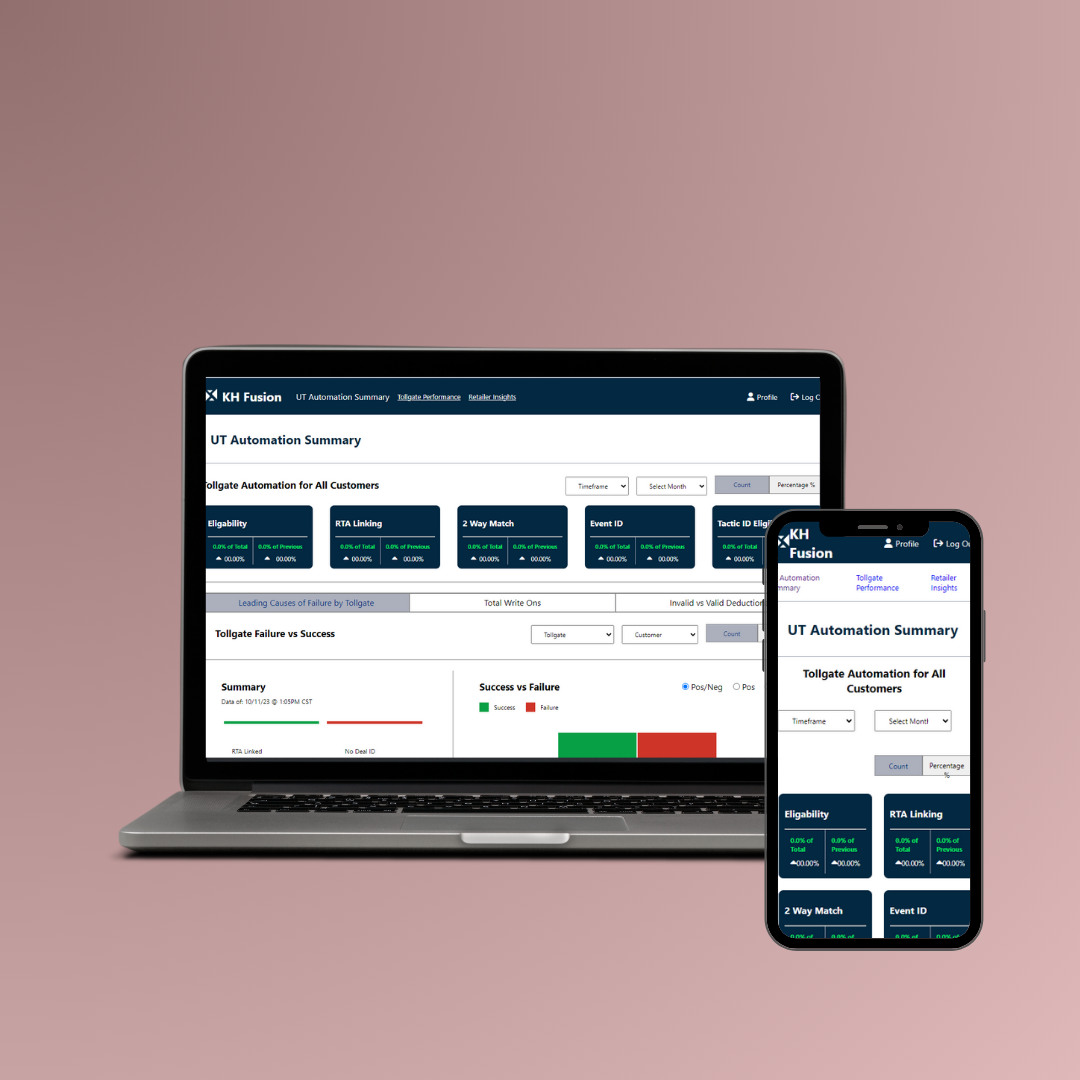 KH Fusion UT Automation Summary Tollgate Performance Retailer Insights Profile Log O
UT Automation Summary
ollgate Automation for All Customers Timeframe Select Month Count Percentage %
Eligability RTA Linking 2 Way Match Event ID Tactic ID Eligi
0.0% of Total 0.0% of Previous 0.0% of Total 0.0% of Previous 0.0% of Total 0.0% of Previous 0.0% of Total 0.0% of Previous 0.0% of Total
00.00% 00.00% 00.00% 00.00% 00.00% 00.00% 00.00% 00.00% 00.00%
Leading Causes of Failure by Tollgate Total Write Ons Invalid vs Valid Deduction
Tollgate Failure vs Success Tollgate Customer Count
Summary Success vs Failure Pos/Neg Pos
Data of: 10/11/23 @ 1:05PM CST Success Failure
RTA Linked No Deal ID
KH
Fusion
Profile Log Ou
Automation Tollgate Retailer
mmary Performance Insights
UT Automation Summary
Tollgate Automation for All
Customers
Timeframe Select Month
Count Percentage
%
Eligability RTA Linking
0.0% of 0.0% of 0.0% of 0.0% of
Total Previous Total Previous
00.00% 00.00% 00.00% 00.00%
2 Way Match Event ID
0.0% of 0.0% of 0.0% of 0.0% of